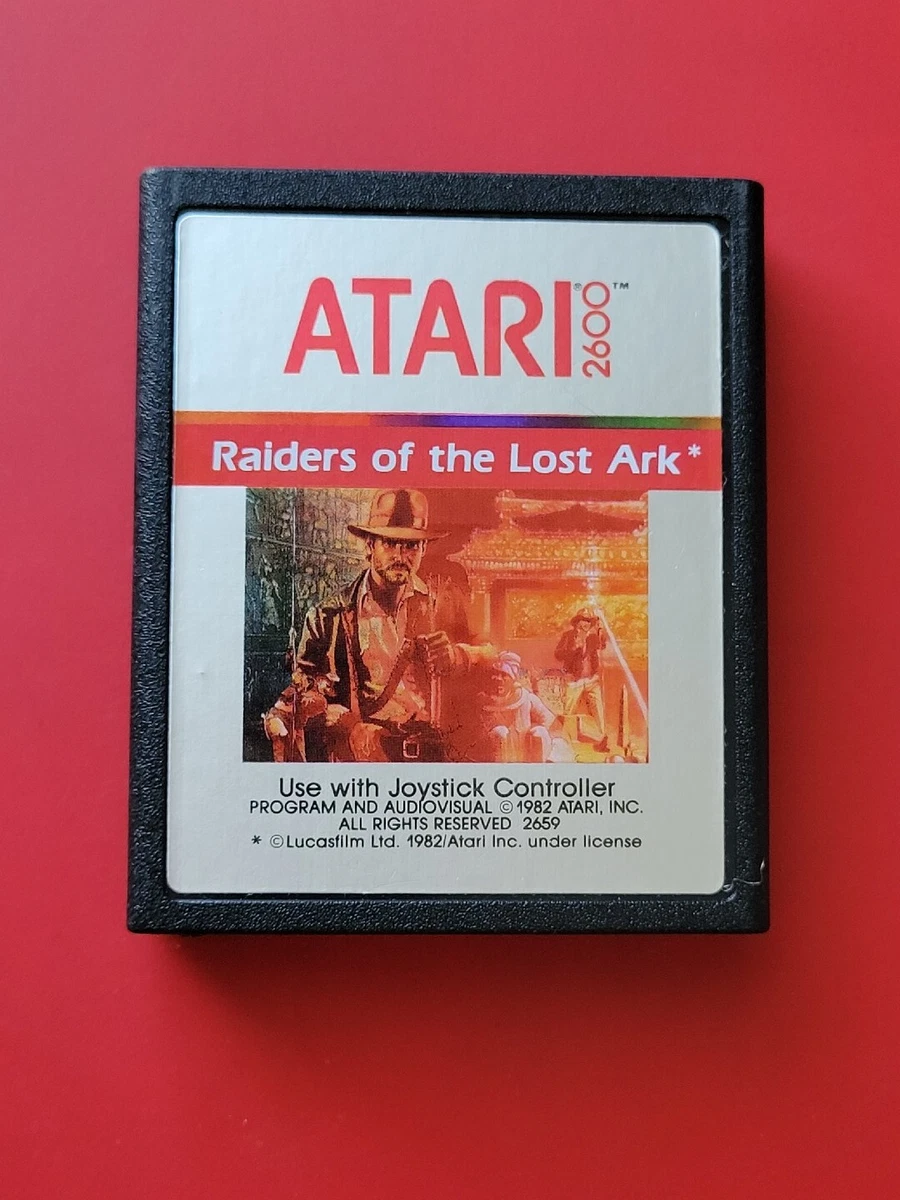 ATARI® 2600™
Raiders of the Lost Ark*
Use with Joystick Controller
PROGRAM AND AUDIOVISUAL © 1982 ATARI, INC.
ALL RIGHTS RESERVED 2659
* ©Lucasfilm Ltd. 1982/Atari Inc. under license